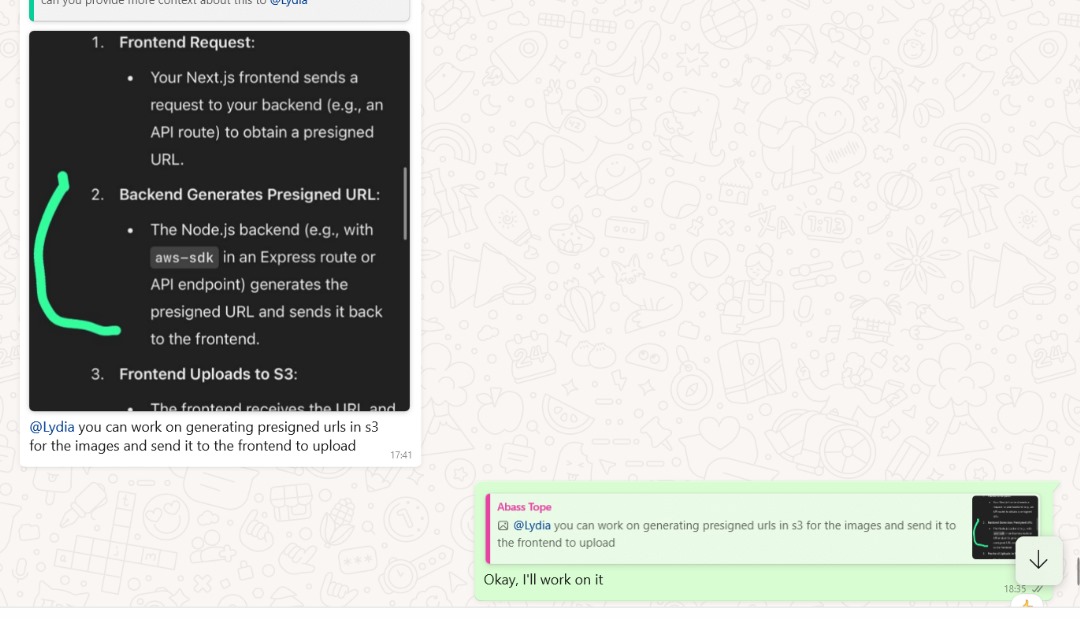 can you provide more context about this to @Lydia
1. Frontend Request:
• Your Next.js frontend sends a
request to your backend (e.g., an
API route) to obtain a presigned
URL.
2. Backend Generates Presigned URL:
• The Node.js backend (e.g., with
aws-sdk in an Express route or
API endpoint) generates the
presigned URL and sends it back
to the frontend.
3. Frontend Uploads to S3:
• The frontend receives the URL and
@Lydia you can work on generating presigned urls in s3
for the images and send it to the frontend to upload
17:41
Abass Tope
@Lydia you can work on generating presigned urls in s3 for the images and send it to
the frontend to upload
Okay, I'll work on it
18:35